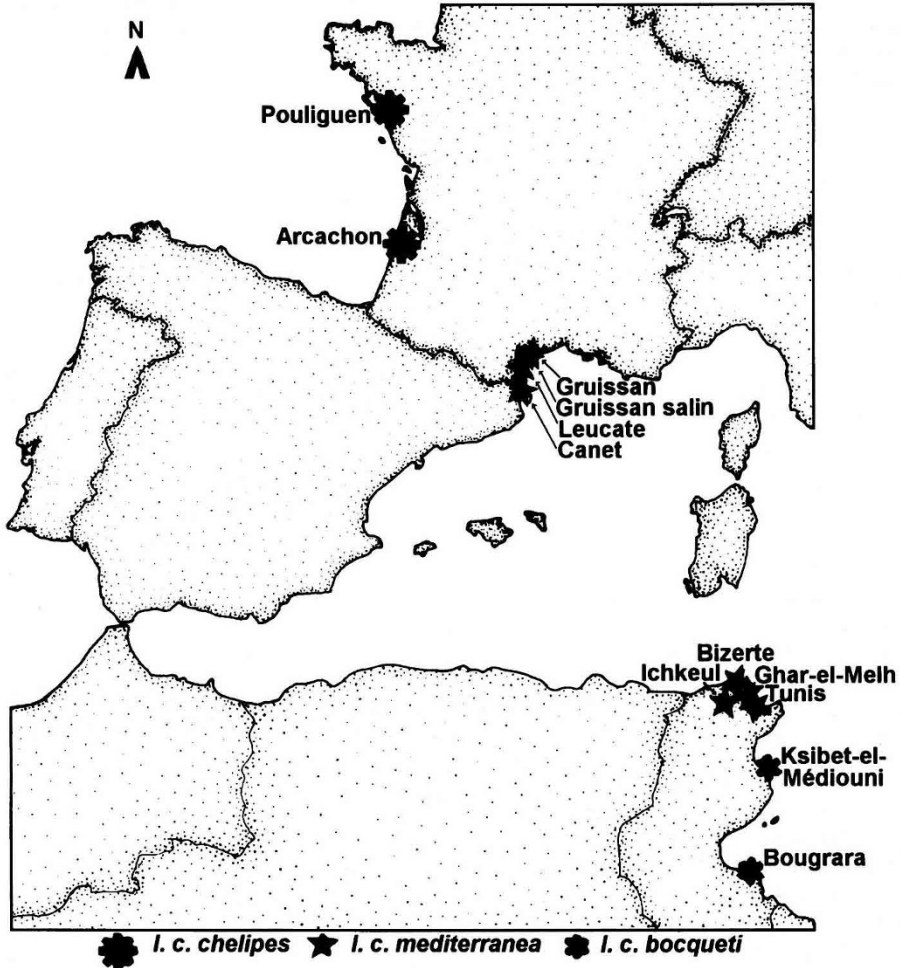 N
Pouliguen
Arcachon
Gruissan
Gruissan salin
Leucate
Canet
Bizerte
Ichkeul
Ghar-el-Melh
Tunis
Ksibet-el-
Médiouni
Bougrara
I. c. chelipes I. c. mediterranea I. c. bocqueti